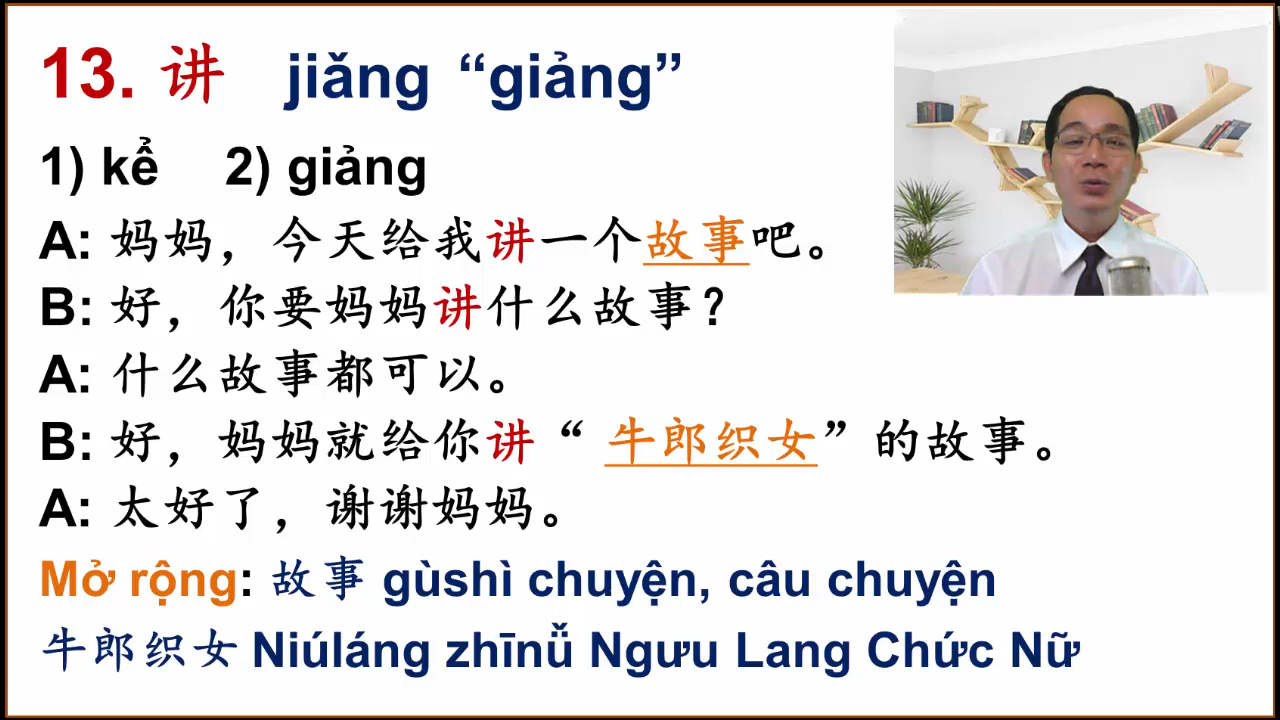 13. 讲 jiǎng “giảng”
1) kể 2) giảng
A: 妈妈，今天给我讲一个故事吧。
B: 好，你要妈妈讲什么故事？
A: 什么故事都可以。
B: 好，妈妈就给你讲“ 牛郎织女”的故事。
A: 太好了，谢谢妈妈。
Mở rộng: 故事 gùshì chuyện, câu chuyện
牛郎织女 Niúláng zhīnǚ Ngưu Lang Chức Nữ